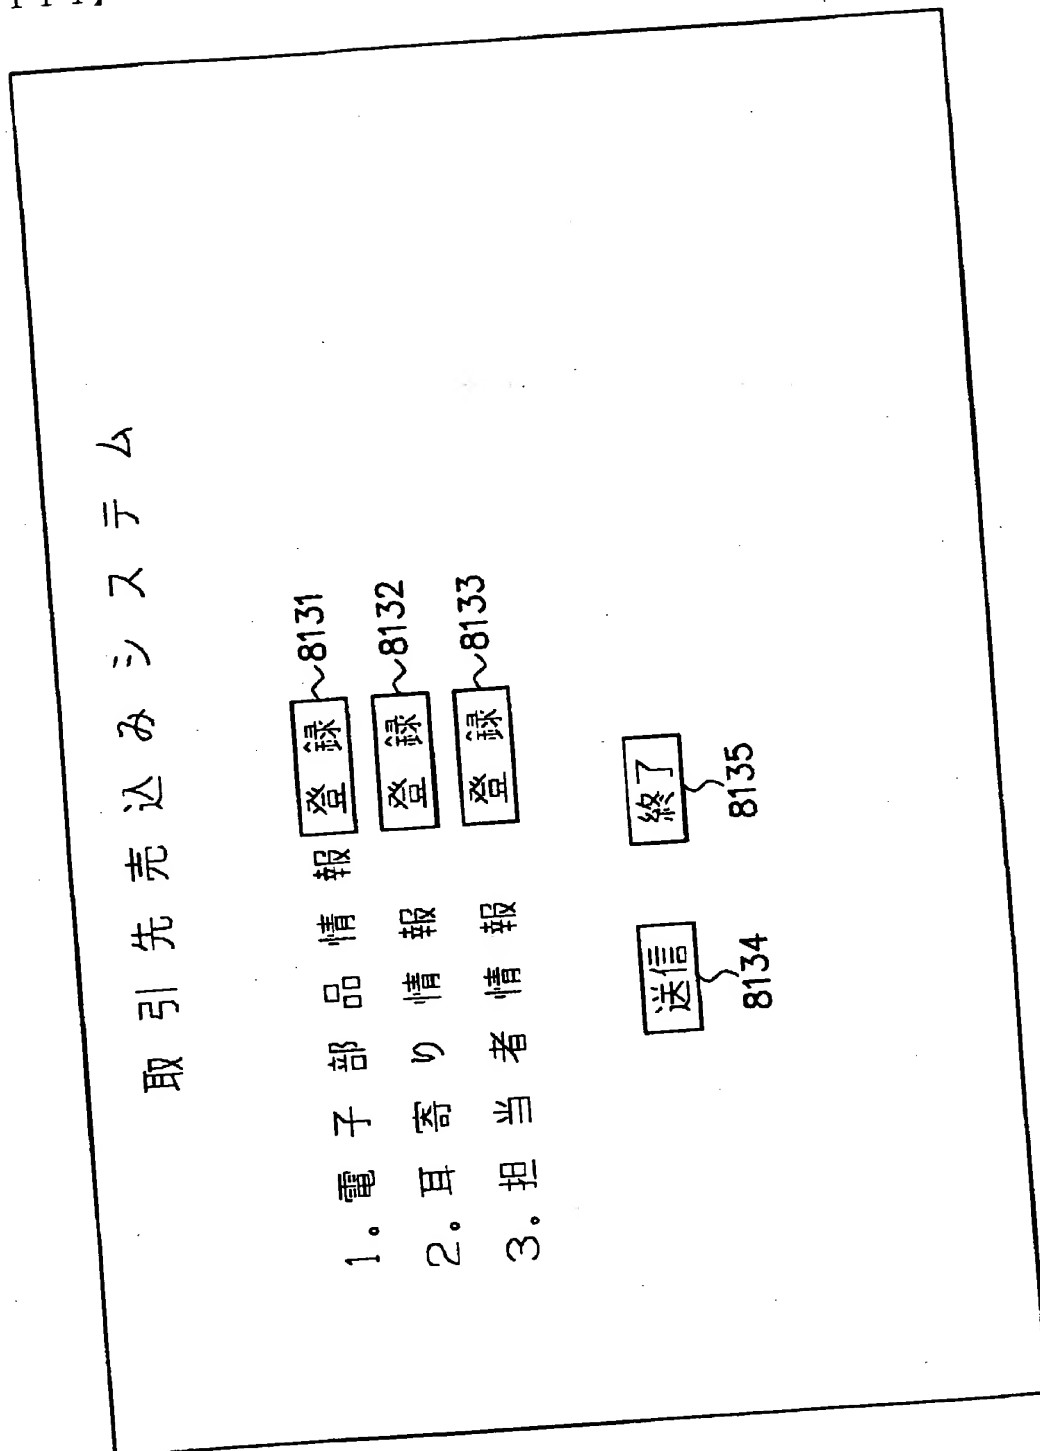 取引先売込みシステム
1。電子部品情報 登録 8131
2。耳寄り情報 登録 8132
3。担当者情報 登録 8133
送信 終了
8134 8135